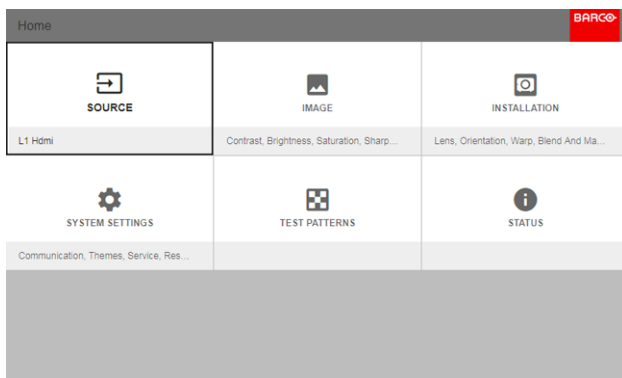 Home
BARCO
SOURCE
IMAGE
INSTALLATION
L1 Hdmi
Contrast, Brightness, Saturation, Sharp...
Lens, Orientation, Warp, Blend And Ma...
SYSTEM SETTINGS
TEST PATTERNS
STATUS
Communication, Themes, Service, Res...